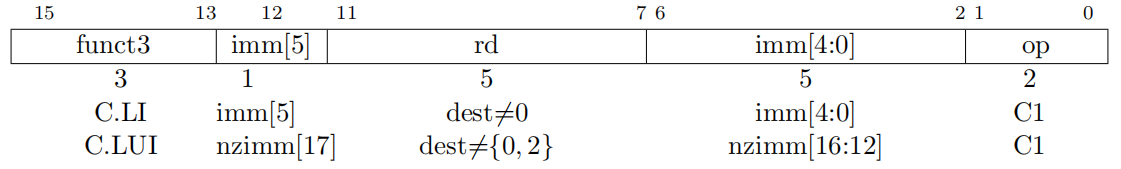 15 13 12 11 7 6 2 1 0
funct3 imm[5] rd imm[4:0] op
3 1 5 5 2
C.LI imm[5] dest≠0 imm[4:0] C1
C.LUI nzimm[17] dest≠{0, 2} nzimm[16:12] C1